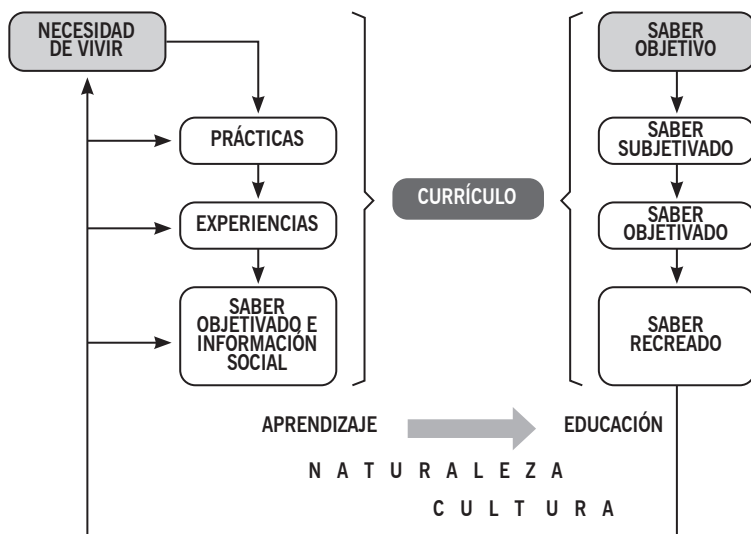 NECESIDAD
DE VIVIR
PRÁCTICAS
EXPERIENCIAS
SABER
OBJETIVADO E
INFORMACIÓN
SOCIAL
CURRÍCULO
SABER
OBJETIVO
SABER
SUBJETIVADO
SABER
OBJETIVADO
SABER
RECREADO
APRENDIZAJE
EDUCACIÓN
N A T U R A L E Z A
C U L T U R A